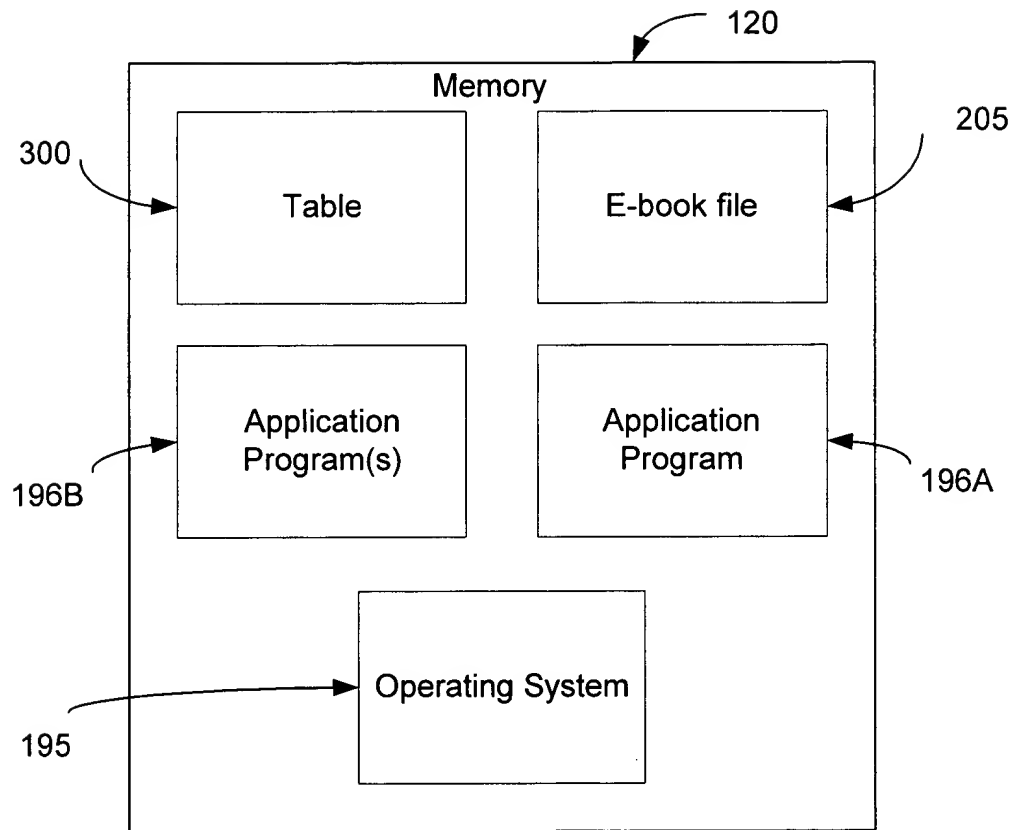 120
Memory
300
205
Table
E-book file
Application
Program(s)
Application
Program
196B
196A
Operating System
195